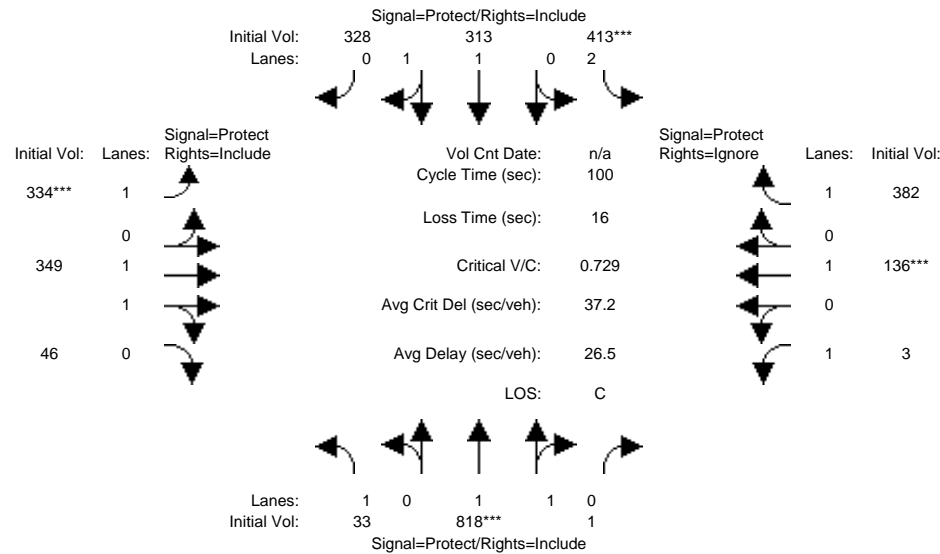 Signal=Protect/Rights=Include
Initial Vol: 328 313 413***
Lanes: 0 1 1 0 2
Signal=Protect
Initial Vol: Lanes: Rights=Include
Vol Cnt Date: n/a
Signal=Protect
Rights=Ignore Lanes: Initial Vol:
Cycle Time (sec): 100
334*** 1
1 382
Loss Time (sec): 16
0
0
349 1
Critical V/C: 0.729
1 136***
1
Avg Crit Del (sec/veh): 37.2
0
46 0
Avg Delay (sec/veh): 26.5
1 3
LOS: C
Lanes: 1 0 1 1 0
Initial Vol: 33 818*** 1
Signal=Protect/Rights=Include